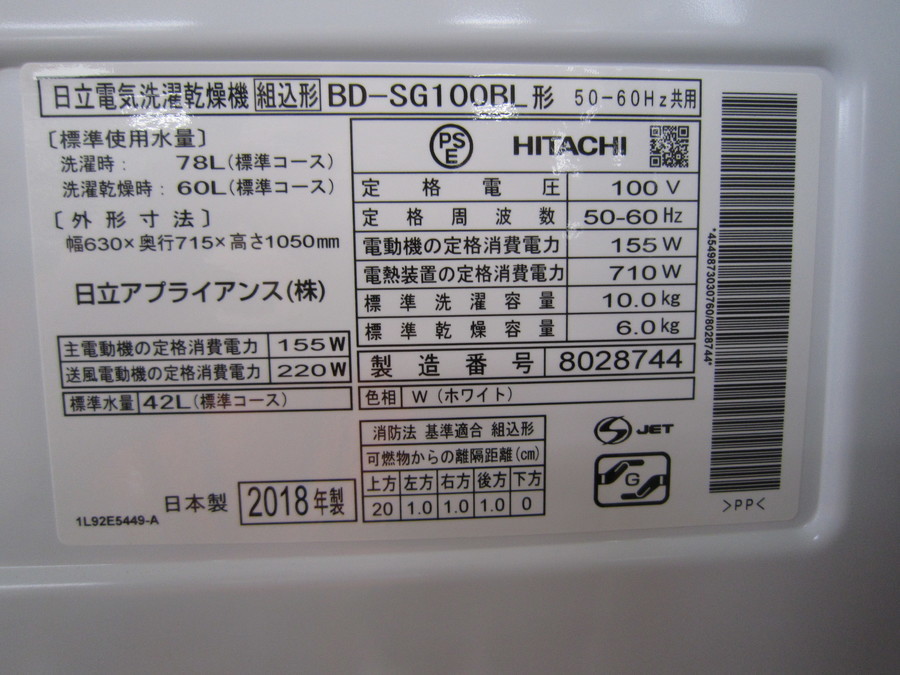 日立電気洗濯乾燥機 組込形 BD-SG100BL形 50-60Hz共用
〔標準使用水量〕
洗濯時： 78L(標準コース)
洗濯乾燥時： 60L(標準コース)
〔外形寸法〕
幅630×奥行715×高さ1050mm
日立アプライアンス(株)
主電動機の定格消費電力 155W
送風電動機の定格消費電力 220W
標準水量 42L(標準コース)
日本製 2018年製
1L92E5449-A
PSE HITACHI
定格電圧 100V
定格周波数 50-60Hz
電動機の定格消費電力 155W
電熱装置の定格消費電力 710W
標準洗濯容量 10.0kg
標準乾燥容量 6.0kg
製造番号 8028744
色相 W（ホワイト）
消防法 基準適合 組込形
可燃物からの離隔距離(cm)
上方 左方 右方 後方 下方
20 1.0 1.0 1.0 0
S JET
G
*4549873030760/8028744*
>PP<